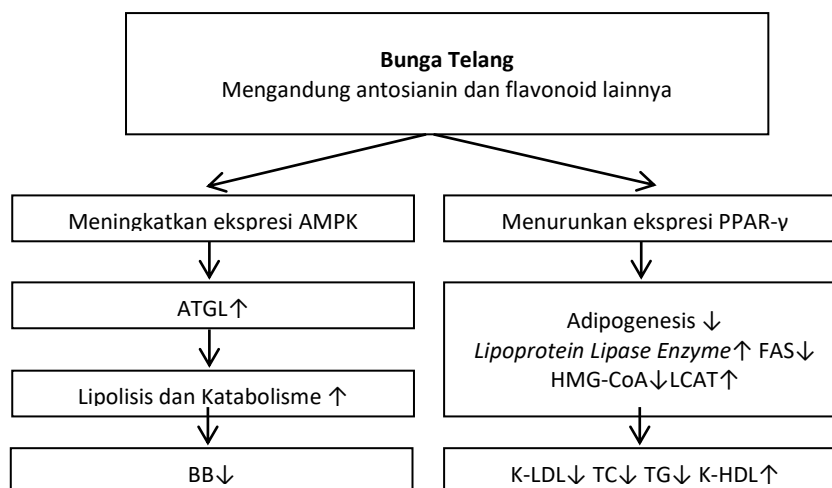 Bunga Telang
Mengandung antosianin dan flavonoid lainnya
Meningkatkan ekspresi AMPK
Menurunkan ekspresi PPAR-γ
ATGL↑
Adipogenesis ↓
Lipoprotein Lipase Enzyme↑ FAS↓
HMG-CoA↓LCAT↑
Lipolisis dan Katabolisme ↑
BB↓
K-LDL↓ TC↓ TG↓ K-HDL↑